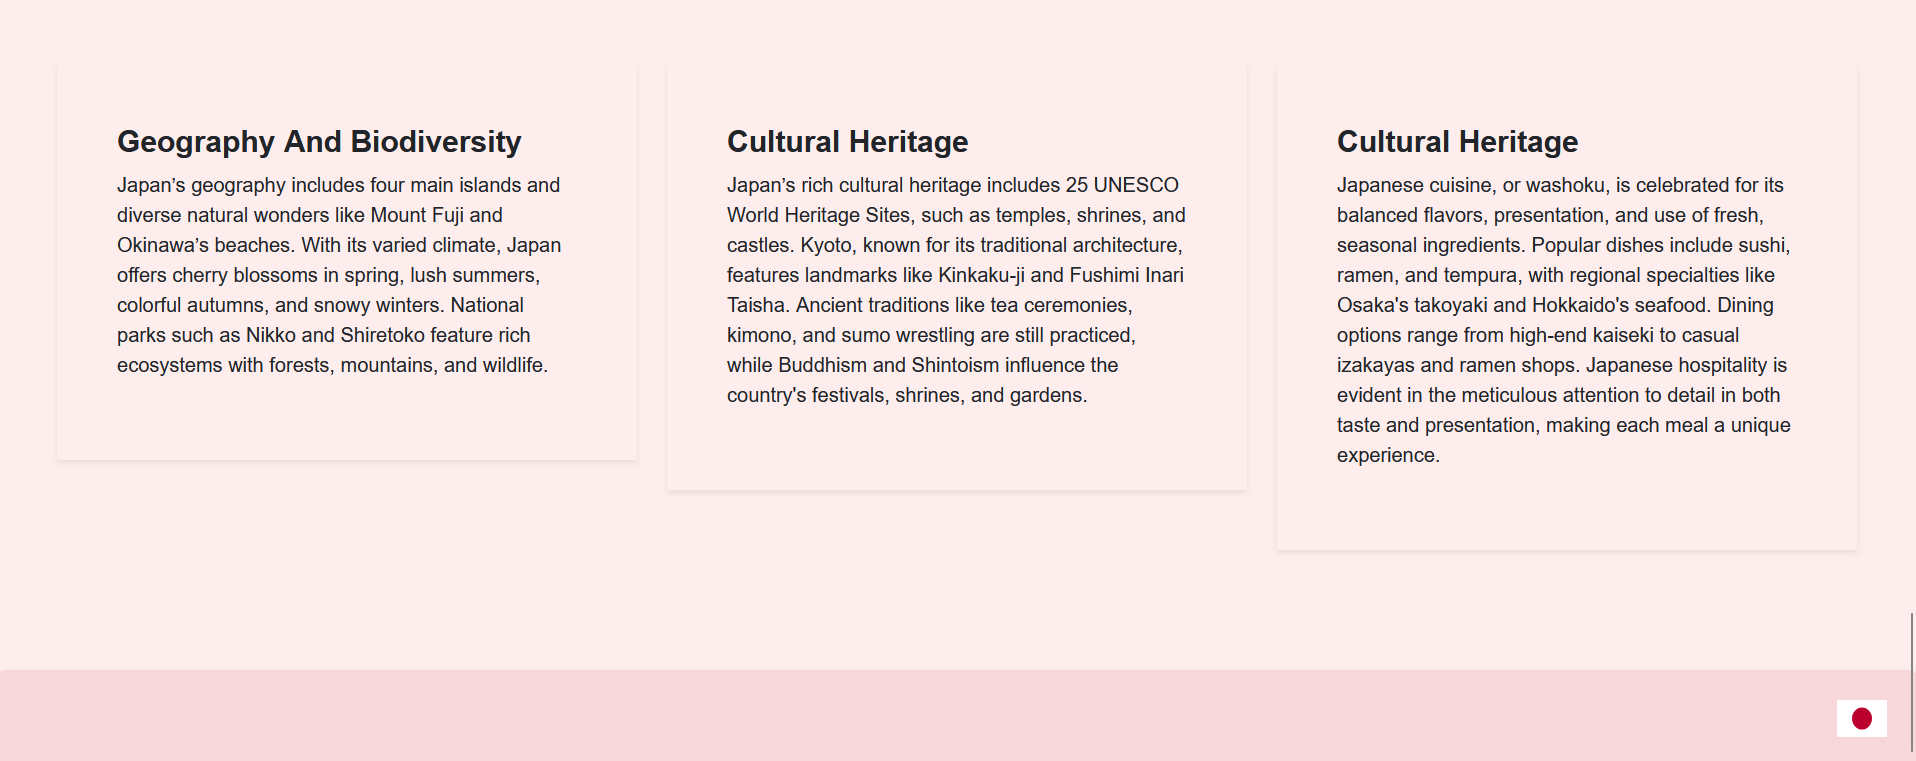 Geography And Biodiversity
Japan’s geography includes four main islands and
diverse natural wonders like Mount Fuji and
Okinawa’s beaches. With its varied climate, Japan
offers cherry blossoms in spring, lush summers,
colorful autumns, and snowy winters. National
parks such as Nikko and Shiretoko feature rich
ecosystems with forests, mountains, and wildlife.
Cultural Heritage
Japan’s rich cultural heritage includes 25 UNESCO
World Heritage Sites, such as temples, shrines, and
castles. Kyoto, known for its traditional architecture,
features landmarks like Kinkaku-ji and Fushimi Inari
Taisha. Ancient traditions like tea ceremonies,
kimono, and sumo wrestling are still practiced,
while Buddhism and Shintoism influence the
country's festivals, shrines, and gardens.
Cultural Heritage
Japanese cuisine, or washoku, is celebrated for its
balanced flavors, presentation, and use of fresh,
seasonal ingredients. Popular dishes include sushi,
ramen, and tempura, with regional specialties like
Osaka's takoyaki and Hokkaido's seafood. Dining
options range from high-end kaiseki to casual
izakayas and ramen shops. Japanese hospitality is
evident in the meticulous attention to detail in both
taste and presentation, making each meal a unique
experience.